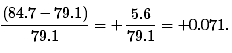 (84.7 − 79.1) / 79.1 = + 5.6 / 79.1 = +0.071.